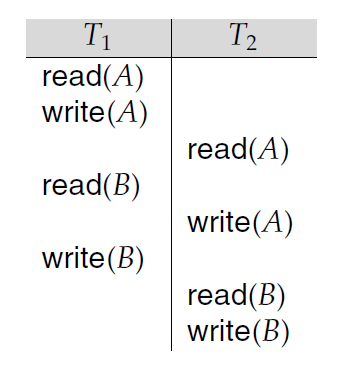 T₁ T₂
read(A)
write(A)
read(A)
read(B)
write(A)
write(B)
read(B)
write(B)